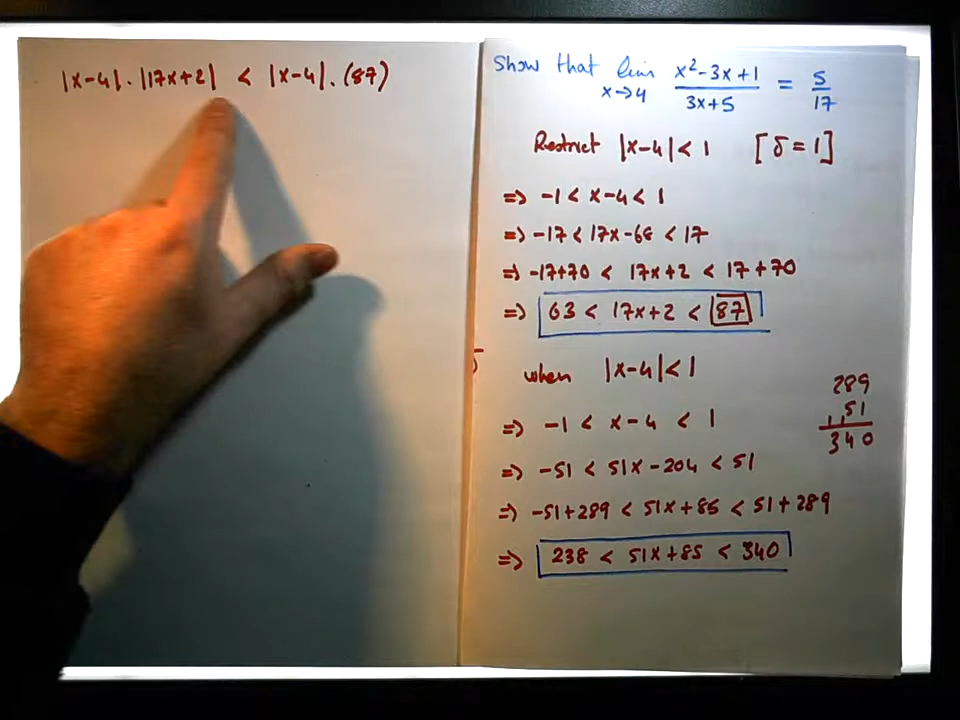 |x-4|.|17x+2| < |x-4|.(87)
Show that lim x→4 (x²-3x+1)/(3x+5) = 5/17
Restrict |x-4|<1 [δ=1]
=> -1 < x-4 < 1
=> -17 < 17x-68 < 17
=> -17+70 < 17x+2 < 17+70
=> 63 < 17x+2 < 87
when |x-4|<1
=> -1 < x-4 < 1
=> -51 < 51x-204 < 51
=> -51+289 < 51x+85 < 51+289
=> 238 < 51x+85 < 340
289
51
340